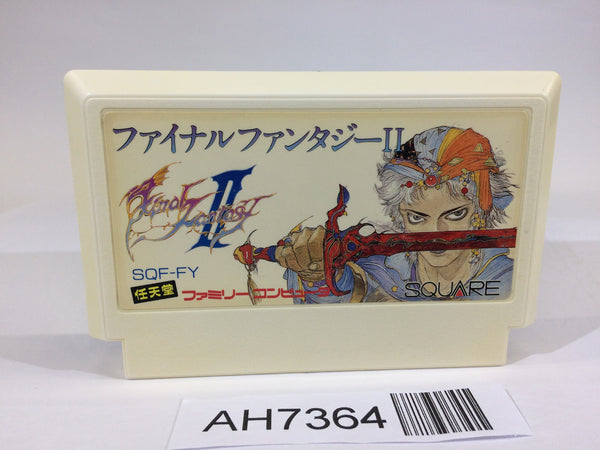 ファイナルファンタジーII
Final Fantasy II
SQF-FY
任天堂 ファミリーコンピュータ
SQUARE
AH7364